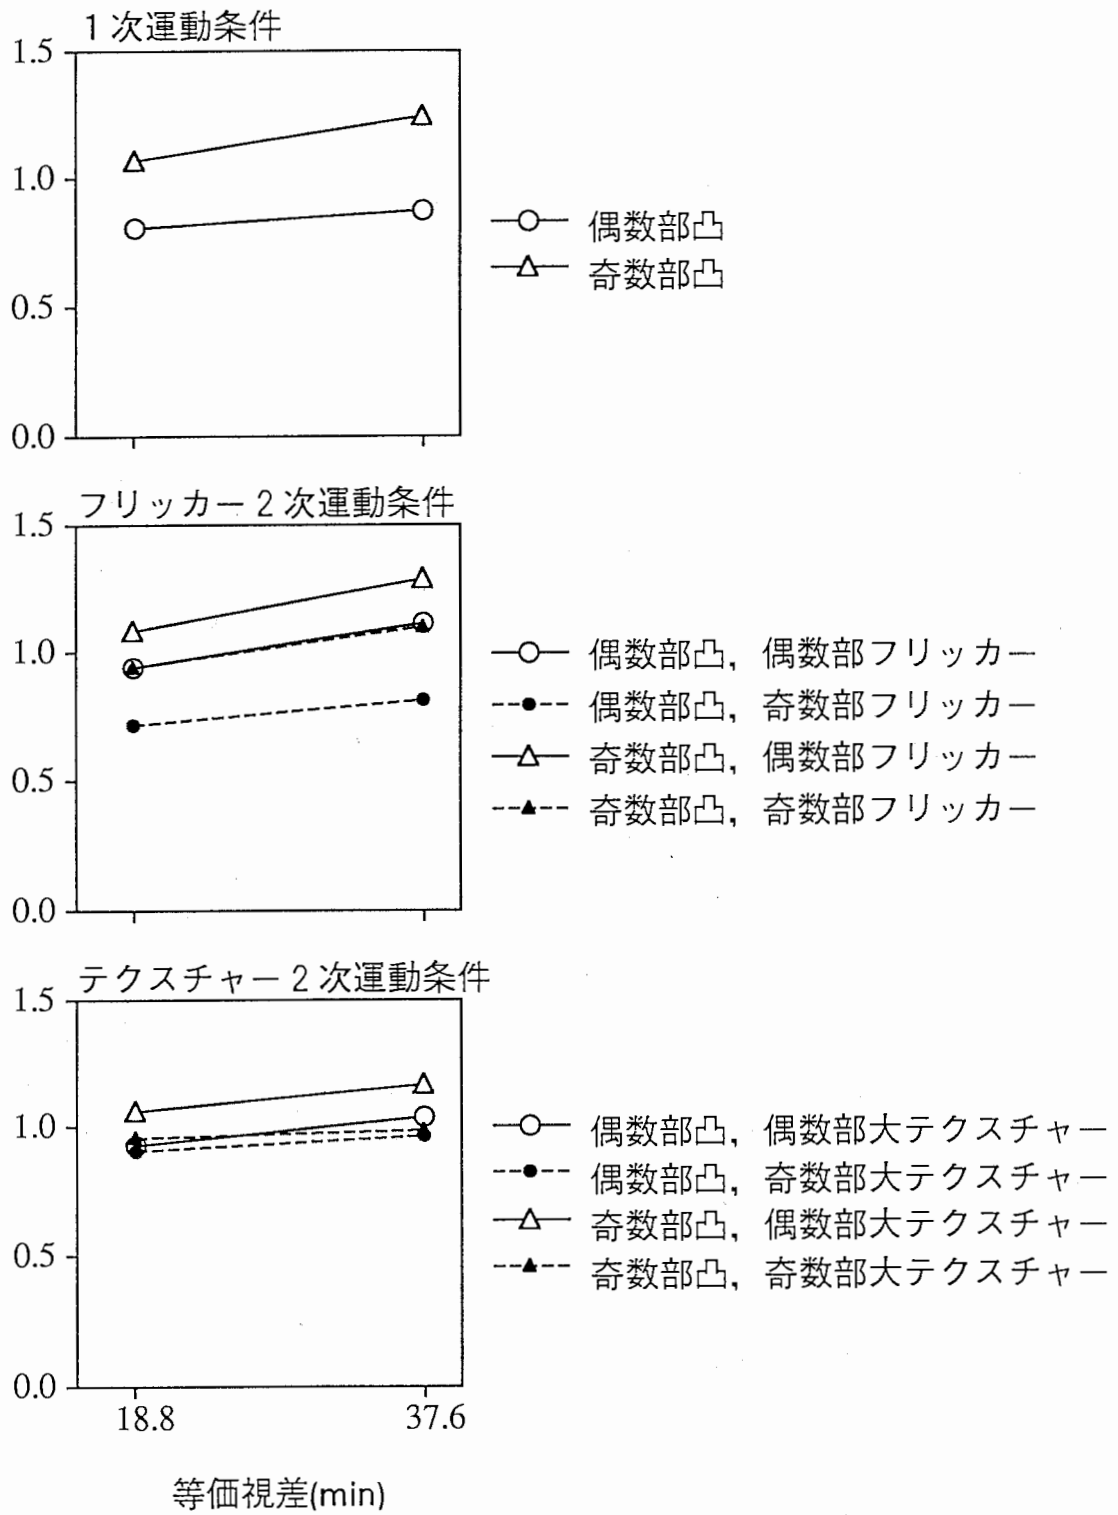 1次運動条件
1.5
1.0
0.5
0.0
偶数部凸
奇数部凸
フリッカー2次運動条件
1.5
1.0
0.5
0.0
偶数部凸，偶数部フリッカー
偶数部凸，奇数部フリッカー
奇数部凸，偶数部フリッカー
奇数部凸，奇数部フリッカー
テクスチャー2次運動条件
1.5
1.0
0.5
0.0
偶数部凸，偶数部大テクスチャー
偶数部凸，奇数部大テクスチャー
奇数部凸，偶数部大テクスチャー
奇数部凸，奇数部大テクスチャー
18.8 37.6
等価視差(min)